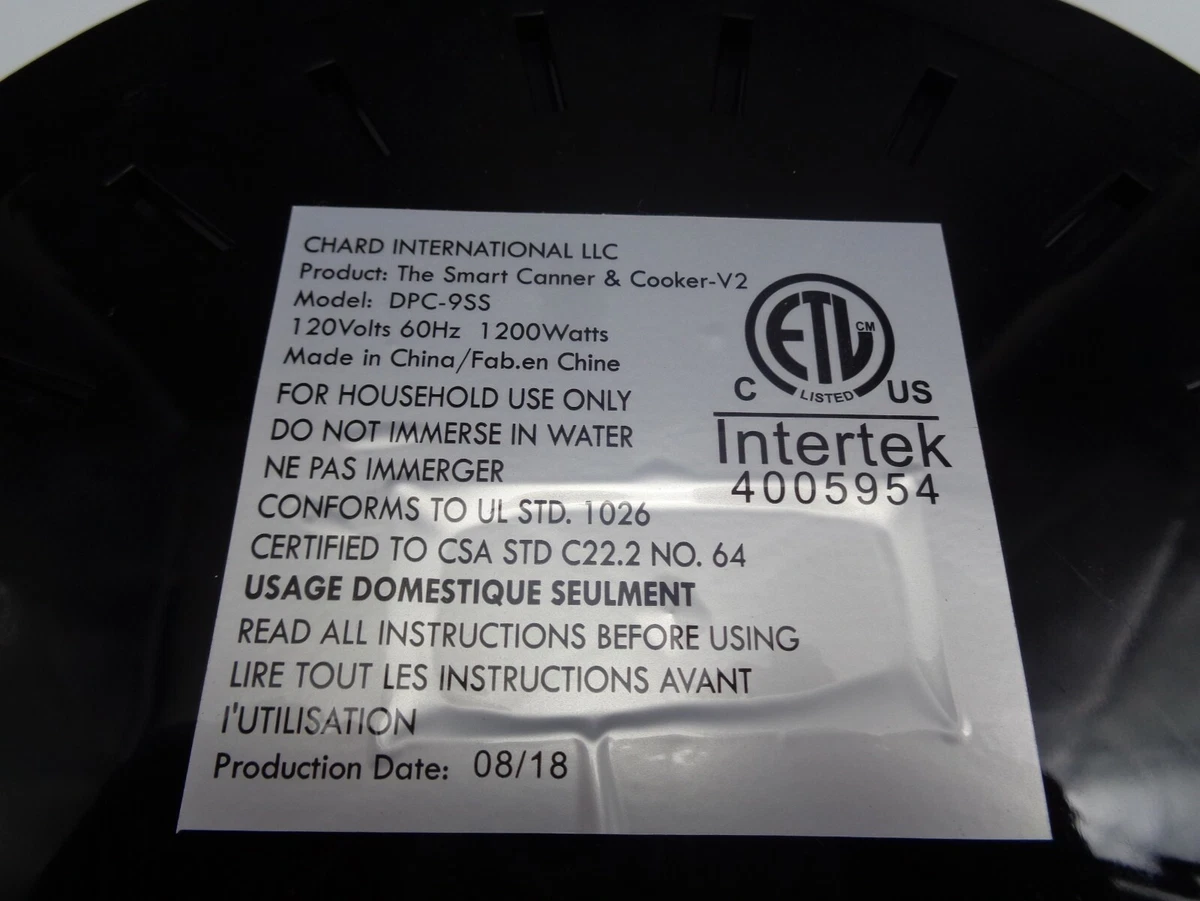 CHARD INTERNATIONAL LLC
Product: The Smart Canner & Cooker-V2
Model: DPC-9SS
120Volts 60Hz 1200Watts
Made in China/Fab.en Chine
FOR HOUSEHOLD USE ONLY
DO NOT IMMERSE IN WATER
NE PAS IMMERGER
CONFORMS TO UL STD. 1026
CERTIFIED TO CSA STD C22.2 NO. 64
USAGE DOMESTIQUE SEULMENT
READ ALL INSTRUCTIONS BEFORE USING
LIRE TOUT LES INSTRUCTIONS AVANT
l'UTILISATION
Production Date: 08/18
ETL CM
C LISTED US
Intertek
4005954